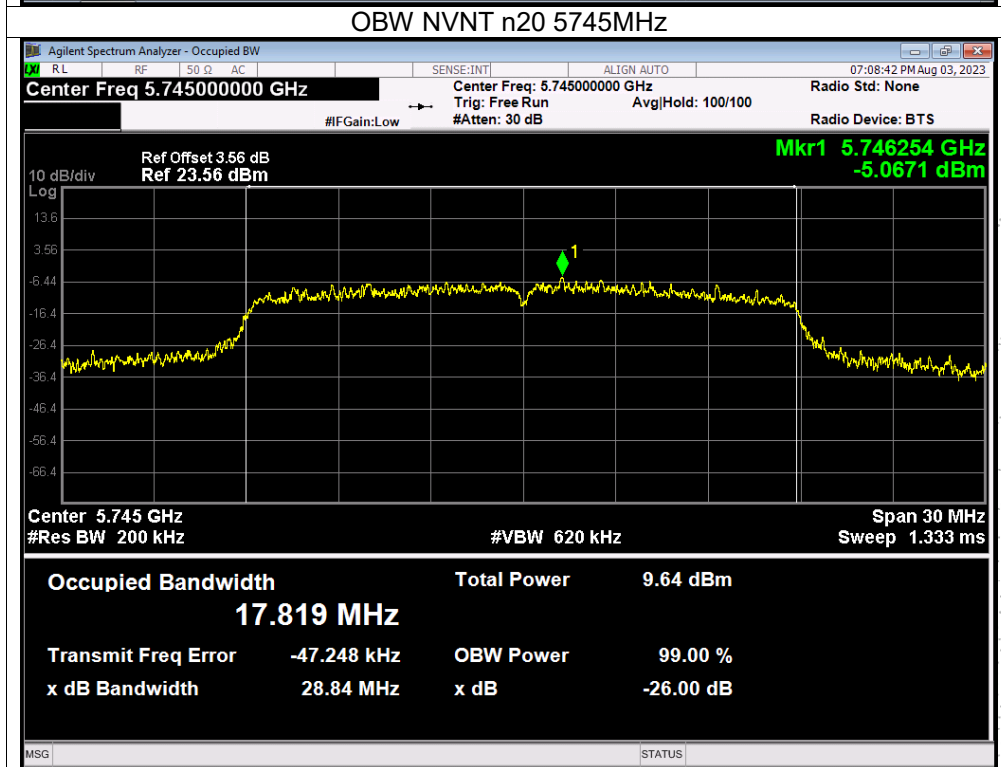 OBW NVNT n20 5745MHz
Agilent Spectrum Analyzer - Occupied BW
LXI RL RF 50 Ω AC SENSE:INT ALIGN AUTO 07:08:42 PM Aug 03, 2023
Center Freq 5.745000000 GHz Center Freq: 5.745000000 GHz Radio Std: None
Trig: Free Run Avg|Hold: 100/100
#IFGain:Low #Atten: 30 dB Radio Device: BTS
Mkr1 5.746254 GHz
-5.0671 dBm
Ref Offset 3.56 dB
10 dB/div Ref 23.56 dBm
Log
13.6
3.56
1
-6.44
-16.4
-26.4
-36.4
-46.4
-56.4
-66.4
Center 5.745 GHz Span 30 MHz
#Res BW 200 kHz #VBW 620 kHz Sweep 1.333 ms
Occupied Bandwidth Total Power 9.64 dBm
17.819 MHz
Transmit Freq Error -47.248 kHz OBW Power 99.00 %
x dB Bandwidth 28.84 MHz x dB -26.00 dB
MSG STATUS